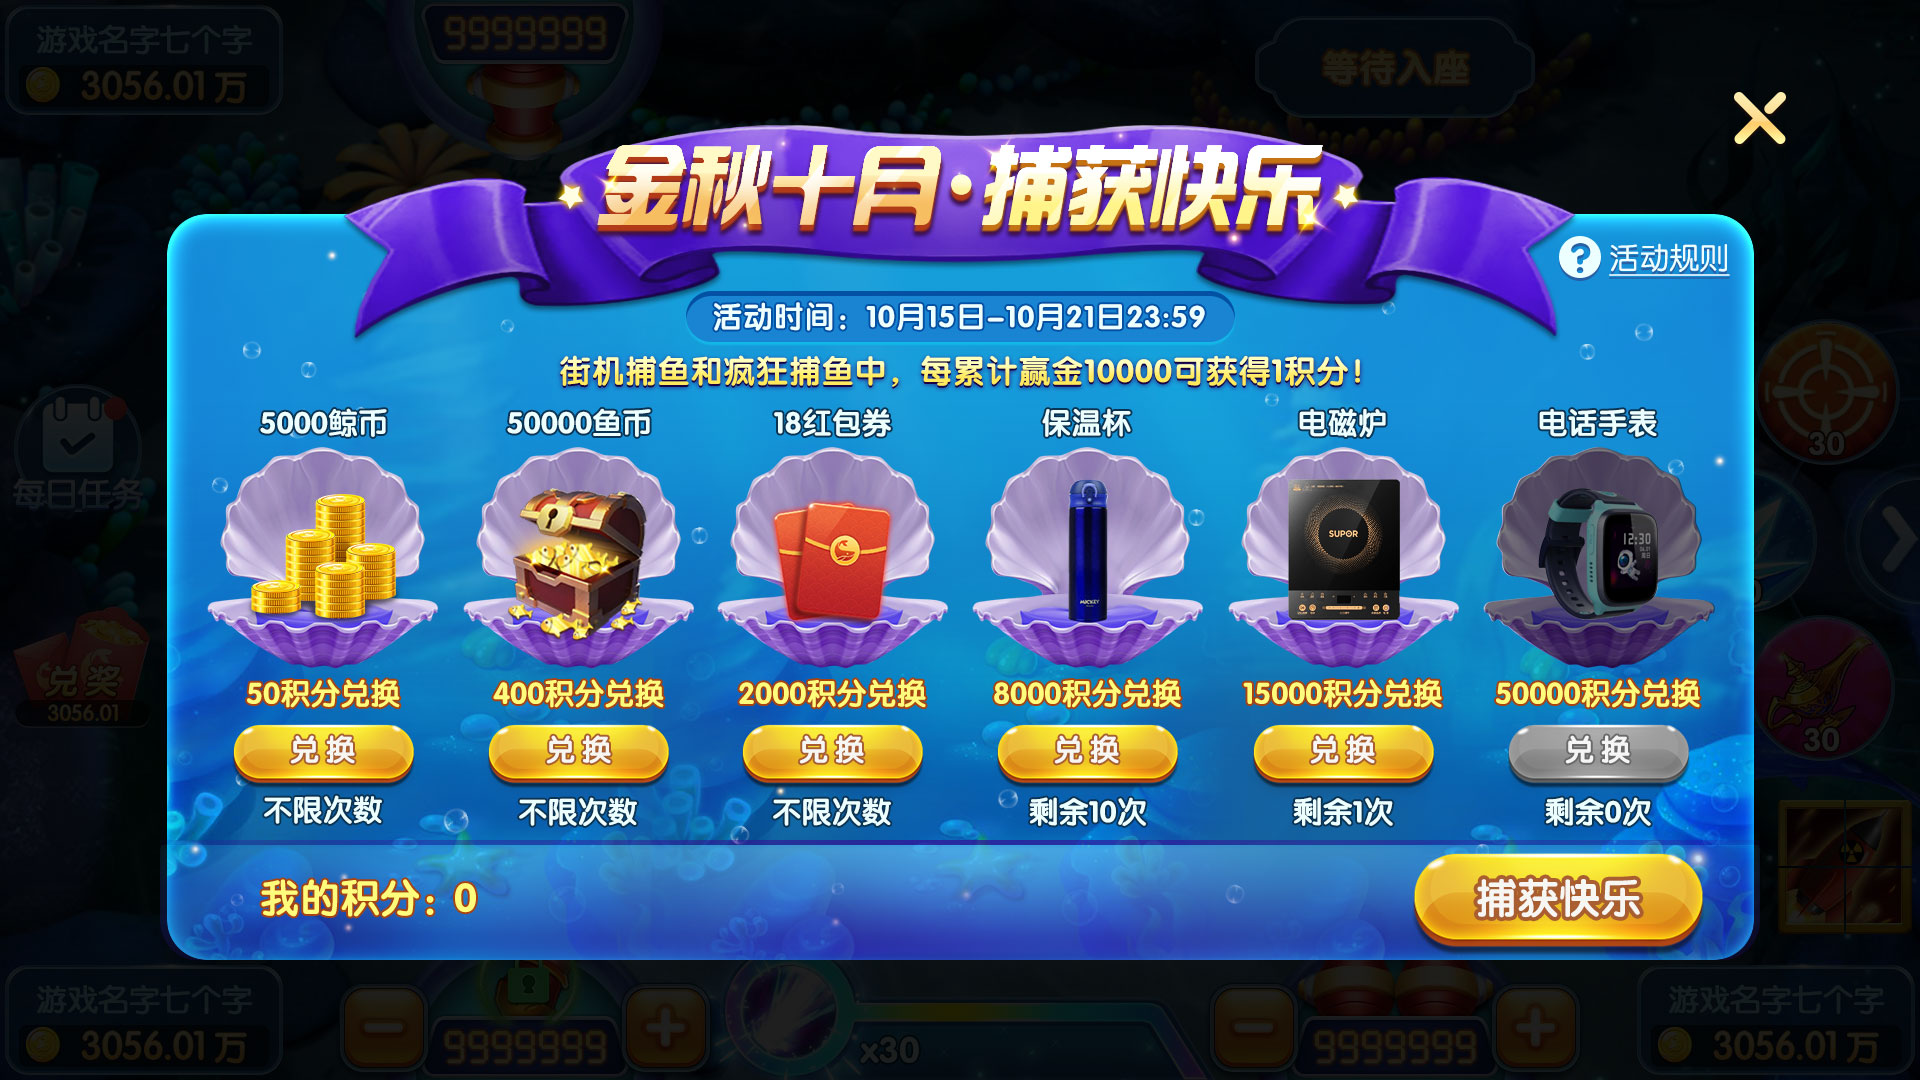 游戏名字七个字
3056.01万
9999999
等待入座
金秋十月·捕获快乐
? 活动规则
活动时间：10月15日–10月21日23:59
街机捕鱼和疯狂捕鱼中，每累计赢金10000可获得1积分！
5000鲸币
50000鱼币
18红包券
保温杯
电磁炉
电话手表
SUPOR
12:30
MICKEY
50积分兑换
400积分兑换
2000积分兑换
8000积分兑换
15000积分兑换
50000积分兑换
兑换
兑换
兑换
兑换
兑换
兑换
不限次数
不限次数
不限次数
剩余10次
剩余1次
剩余0次
我的积分：0
捕获快乐
每日任务
兑奖
3056.01
30
30
游戏名字七个字
3056.01万
9999999
x30
9999999
游戏名字七个字
3056.01万